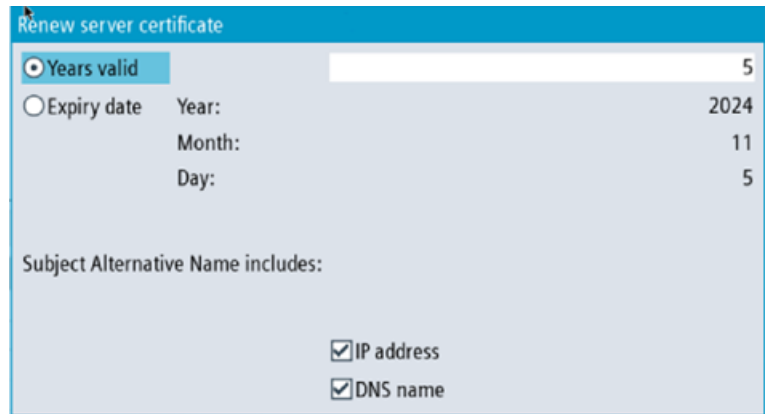 Renew server certificate
Years valid 5
Expiry date Year: 2024
Month: 11
Day: 5
Subject Alternative Name includes:
IP address
DNS name